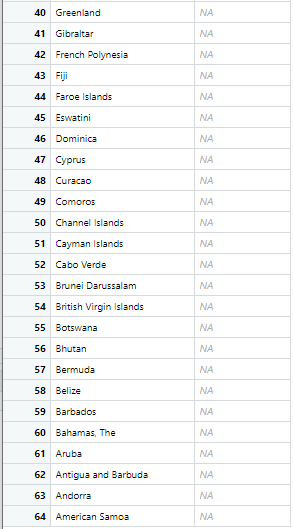 40 Greenland NA
41 Gibraltar NA
42 French Polynesia NA
43 Fiji NA
44 Faroe Islands NA
45 Eswatini NA
46 Dominica NA
47 Cyprus NA
48 Curacao NA
49 Comoros NA
50 Channel Islands NA
51 Cayman Islands NA
52 Cabo Verde NA
53 Brunei Darussalam NA
54 British Virgin Islands NA
55 Botswana NA
56 Bhutan NA
57 Bermuda NA
58 Belize NA
59 Barbados NA
60 Bahamas, The NA
61 Aruba NA
62 Antigua and Barbuda NA
63 Andorra NA
64 American Samoa NA